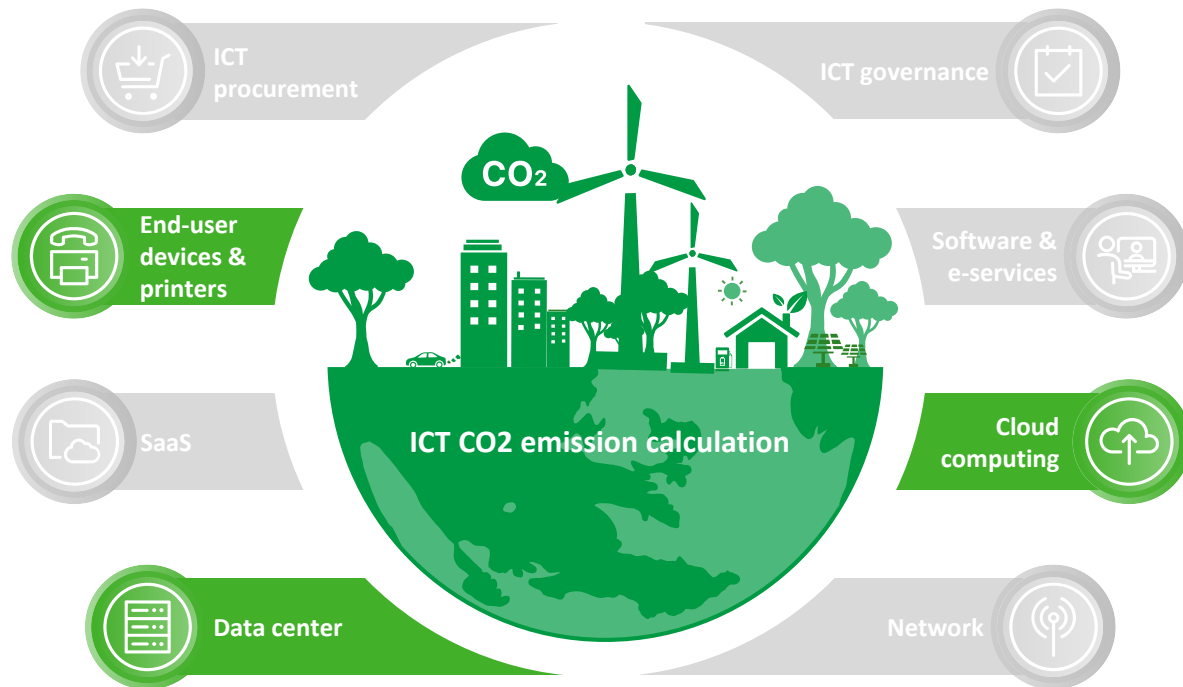 ICT
procurement
ICT governance
CO2
End-user
devices &
printers
Software &
e-services
SaaS
ICT CO2 emission calculation
Cloud
computing
Data center
Network